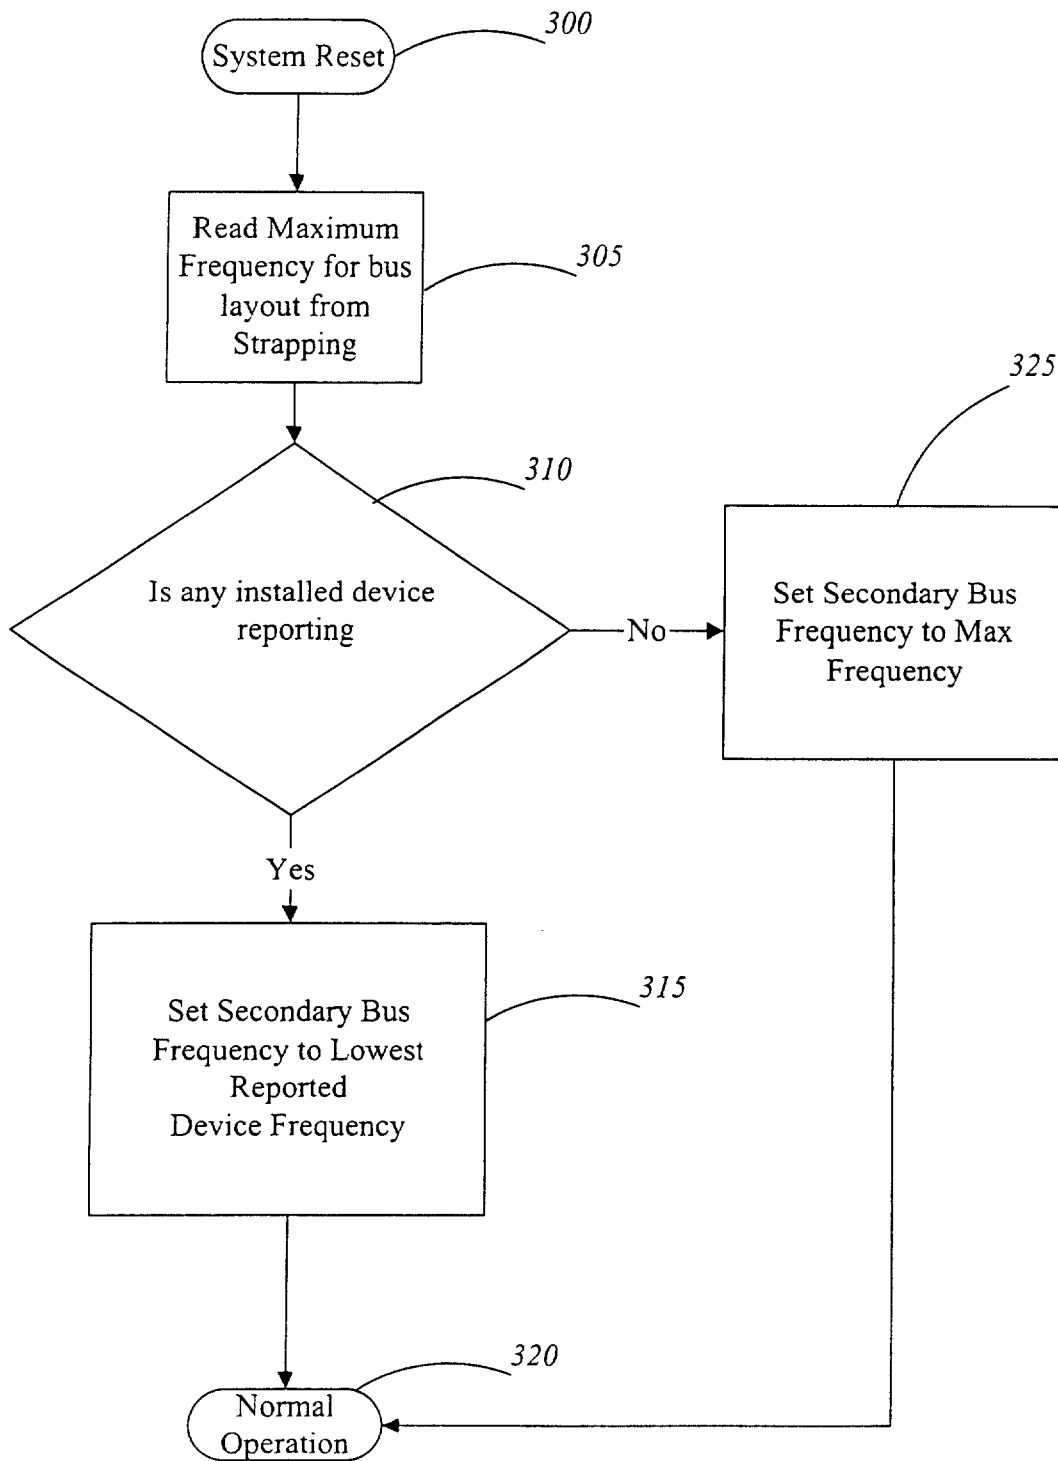 300
System Reset
Read Maximum
Frequency for bus
layout from
Strapping
305
325
310
Is any installed device
reporting
No
Set Secondary Bus
Frequency to Max
Frequency
Yes
Set Secondary Bus
Frequency to Lowest
Reported
Device Frequency
315
320
Normal
Operation